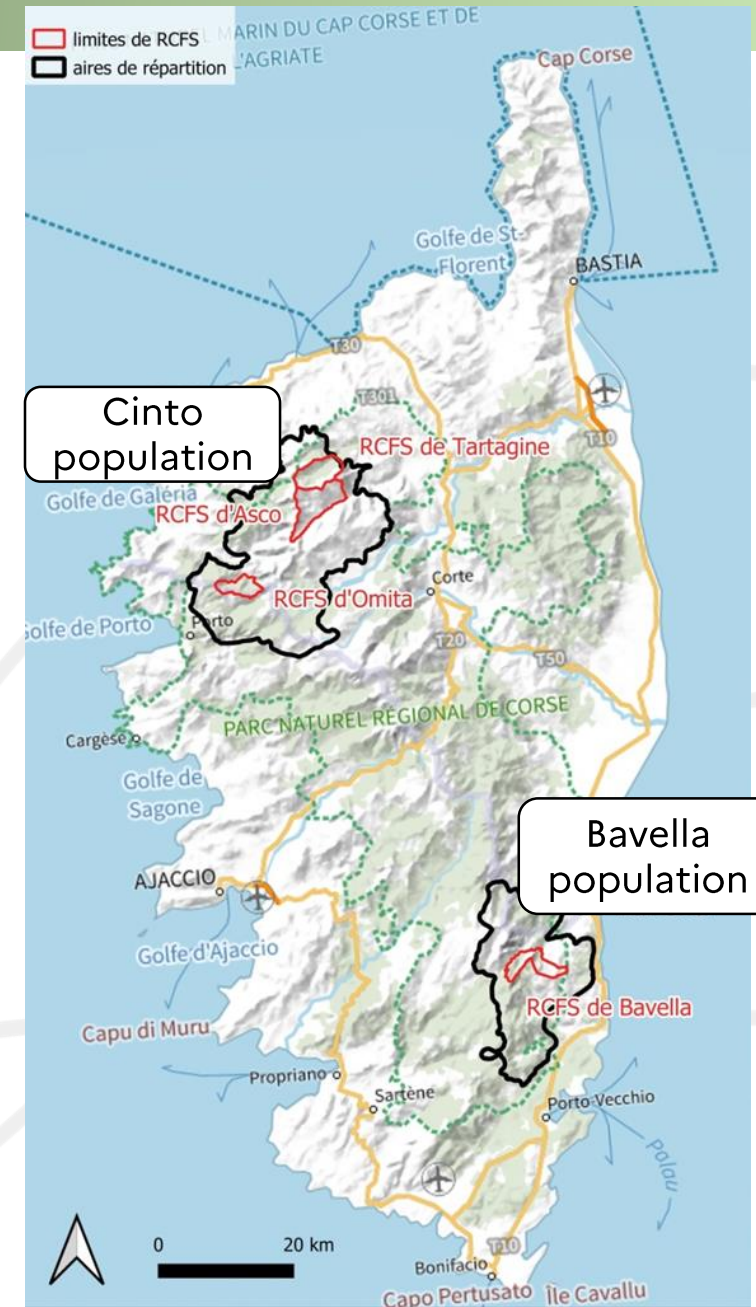 limites de RCFS
aires de répartition
MARIN DU CAP CORSE ET DE
L'AGRIATE
Cap Corse
Golfe de St-
Florent
BASTIA
T30
T301
T10
Cinto
population
RCFS de Tartagine
Golfe de Galéria
RCFS d'Asco
Corte
RCFS d'Omita
Golfe de Porto
Porto
T20
T50
PARC NATUREL RÉGIONAL DE CORSE
Cargèse
Golfe de
Sagone
Bavella
population
AJACCIO
Golfe d'Ajaccio
RCFS de Bavella
Capu di Muru
Propriano
Sartène
Porto-Vecchio
palau
0 20 km
T10
Bonifacio
Capo Pertusato
Île Cavallu